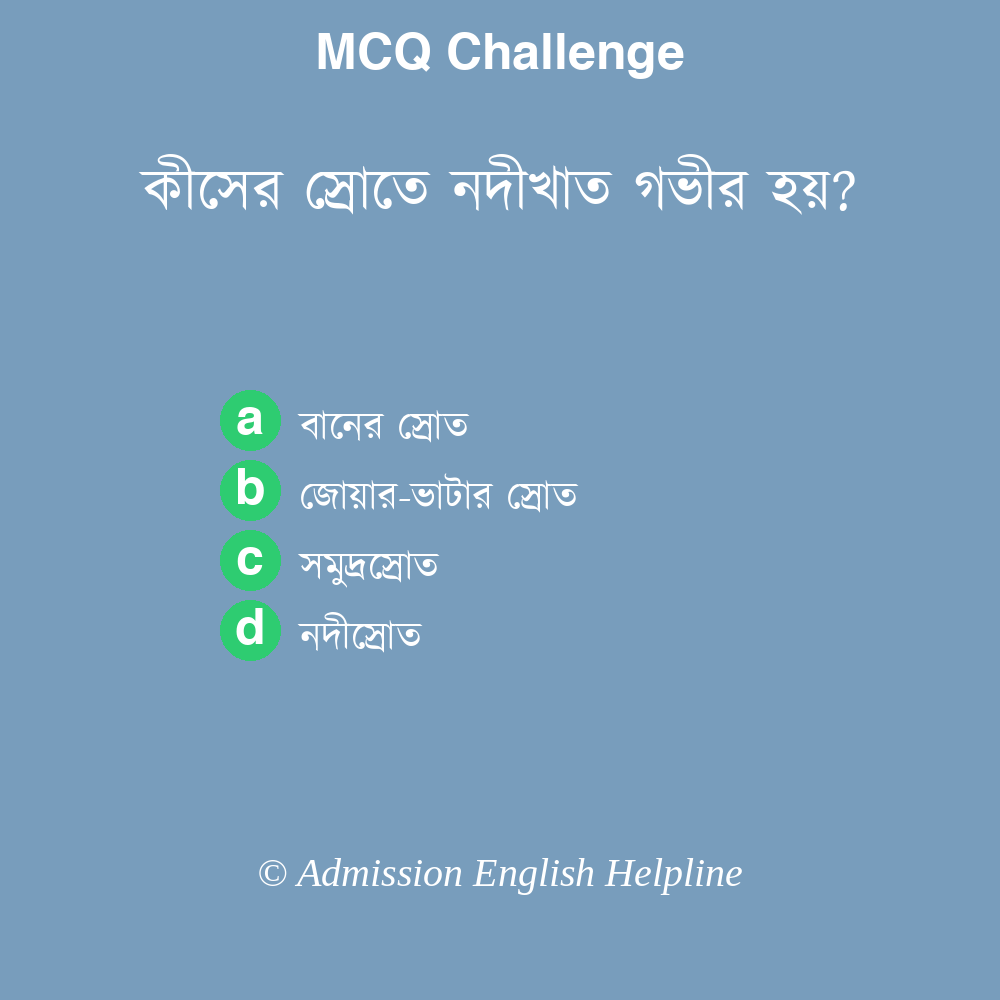 MCQ Challenge
কীসের স্রোতে নদীখাত গভীর হয়?
a বানের স্রোত
b জোয়ার-ভাটার স্রোত
c সমুদ্রস্রোত
d নদীস্রোত
© Admission English Helpline